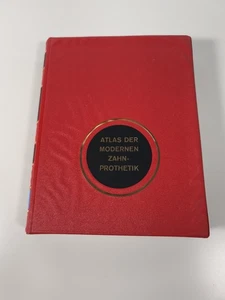 ATLAS DER
MODERNEN
ZAHN-
PROTHETIK